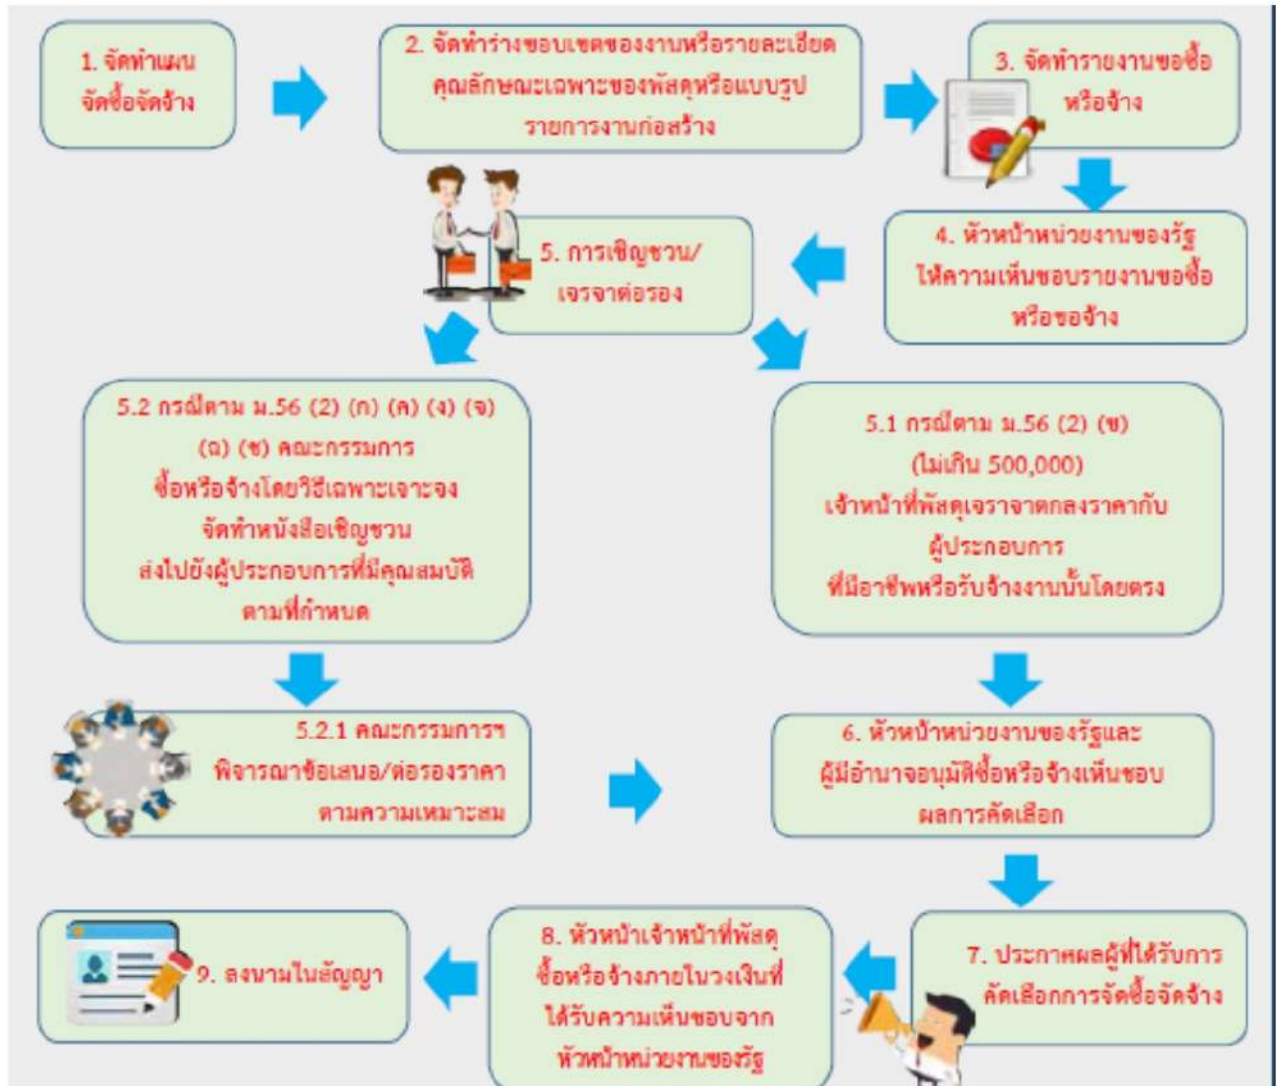 1. จัดทำแผน
จัดซื้อจัดจ้าง
2. จัดทำร่างขอบเขตของงานหรือรายละเอียด
คุณลักษณะเฉพาะของพัสดุหรือแบบรูป
รายการงานก่อสร้าง
3. จัดทำรายงานขอซื้อ
หรือจ้าง
4. หัวหน้าหน่วยงานของรัฐ
ให้ความเห็นชอบรายงานขอซื้อ
หรือขอจ้าง
5. การเชิญชวน/
เจรจาต่อรอง
5.2 กรณีตาม ม.56 (2) (ก) (ค) (ง) (จ)
(ฉ) (ช) คณะกรรมการ
ซื้อหรือจ้างโดยวิธีเฉพาะเจาะจง
จัดทำหนังสือเชิญชวน
ส่งไปยังผู้ประกอบการที่มีคุณสมบัติ
ตามที่กำหนด
5.1 กรณีตาม ม.56 (2) (ข)
(ไม่เกิน 500,000)
เจ้าหน้าที่พัสดุเจราจาตกลงราคากับ
ผู้ประกอบการ
ที่มีอาชีพหรือรับจ้างงานนั้นโดยตรง
5.2.1 คณะกรรมการฯ
พิจารณาข้อเสนอ/ต่อรองราคา
ตามความเหมาะสม
6. หัวหน้าหน่วยงานของรัฐและ
ผู้มีอำนาจอนุมัติซื้อหรือจ้างเห็นชอบ
ผลการคัดเลือก
7. ประกาศผลผู้ที่ได้รับการ
คัดเลือกการจัดซื้อจัดจ้าง
8. หัวหน้าเจ้าหน้าที่พัสดุ
ซื้อหรือจ้างภายในวงเงินที่
ได้รับความเห็นชอบจาก
หัวหน้าหน่วยงานของรัฐ
9. ลงนามในสัญญา